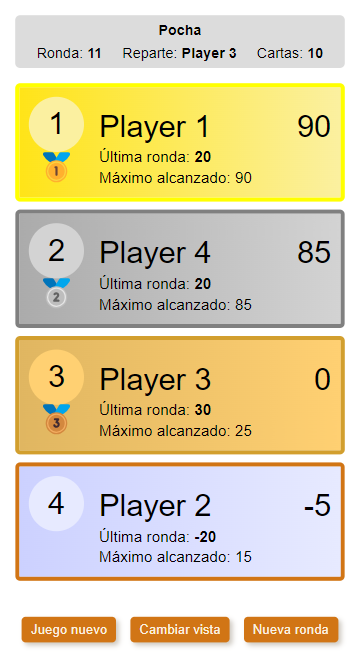 Pocha
Ronda: 11 Reparte: Player 3 Cartas: 10
1 Player 1 90
1 Última ronda: 20
Máximo alcanzado: 90
2 Player 4 85
2 Última ronda: 20
Máximo alcanzado: 85
3 Player 3 0
3 Última ronda: 30
Máximo alcanzado: 25
4 Player 2 -5
Última ronda: -20
Máximo alcanzado: 15
Juego nuevo Cambiar vista Nueva ronda